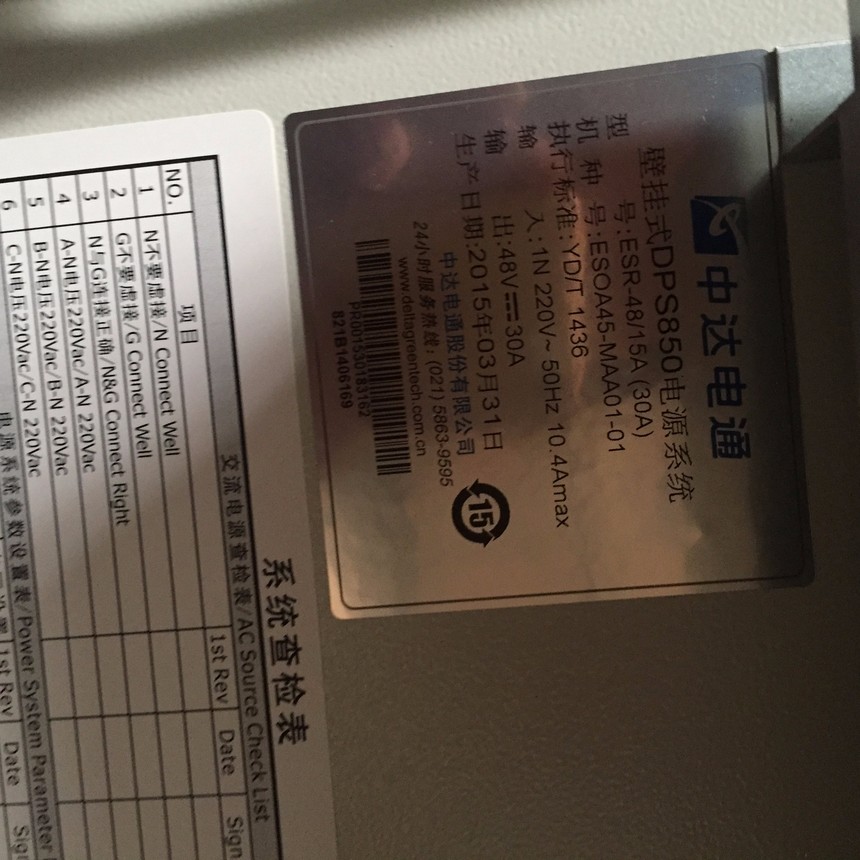 中达电通
壁挂式DPS850电源系统
型 号:ESR-48/15A (30A)
机 种 号:ESOA45-MAA01-01
执行标准:YD/T 1436
输 入:1N 220V~ 50Hz 10.4Amax
输 出:48V⎓30A
生产日期:2015年03月31日
中达电通股份有限公司
24小时服务热线: (021) 5863-9595
www.deltagreentech.com.cn
PR001530183162
821B1406169
15
系统查检表
交流电源查检表/AC Source Check List
NO. 项目 1st Rev Date Sign
1 N不要虚接/N Connect Well
2 G不要虚接/G Connect Well
3 N与G连接正确/N&G Connect Right
4 A-N电压220Vac/A-N 220Vac
5 B-N电压220Vac/B-N 220Vac
6 C-N电压220Vac/C-N 220Vac
电源系统参数设置表/Power System Parameter
1st Rev Date